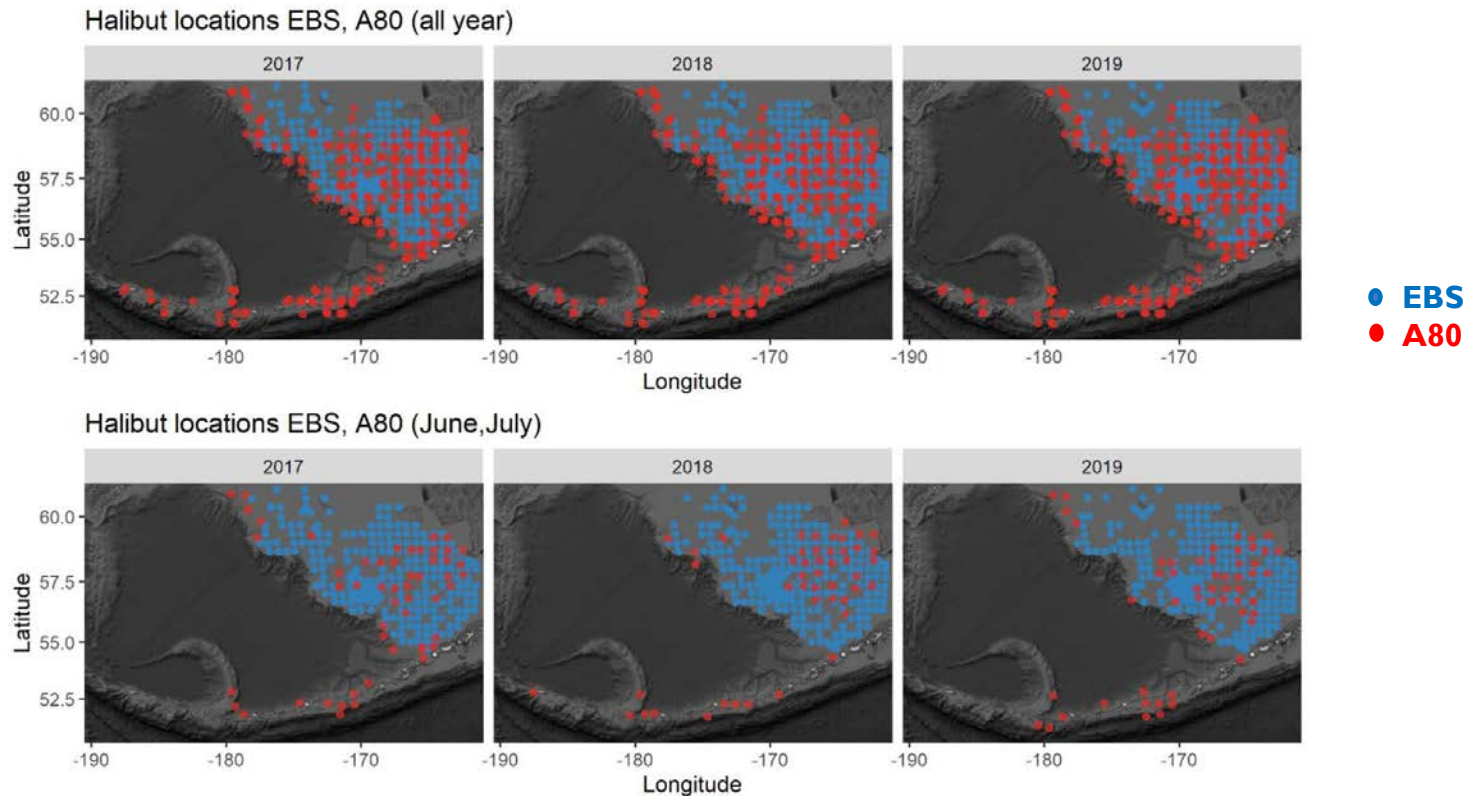 Halibut locations EBS, A80 (all year)
2017 2018 2019
Latitude
60.0
57.5
55.0
52.5
-190 -180 -170 -190 -180 -170 -190 -180 -170
Longitude
EBS
A80
Halibut locations EBS, A80 (June,July)
2017 2018 2019
Latitude
60.0
57.5
55.0
52.5
-190 -180 -170 -190 -180 -170 -190 -180 -170
Longitude